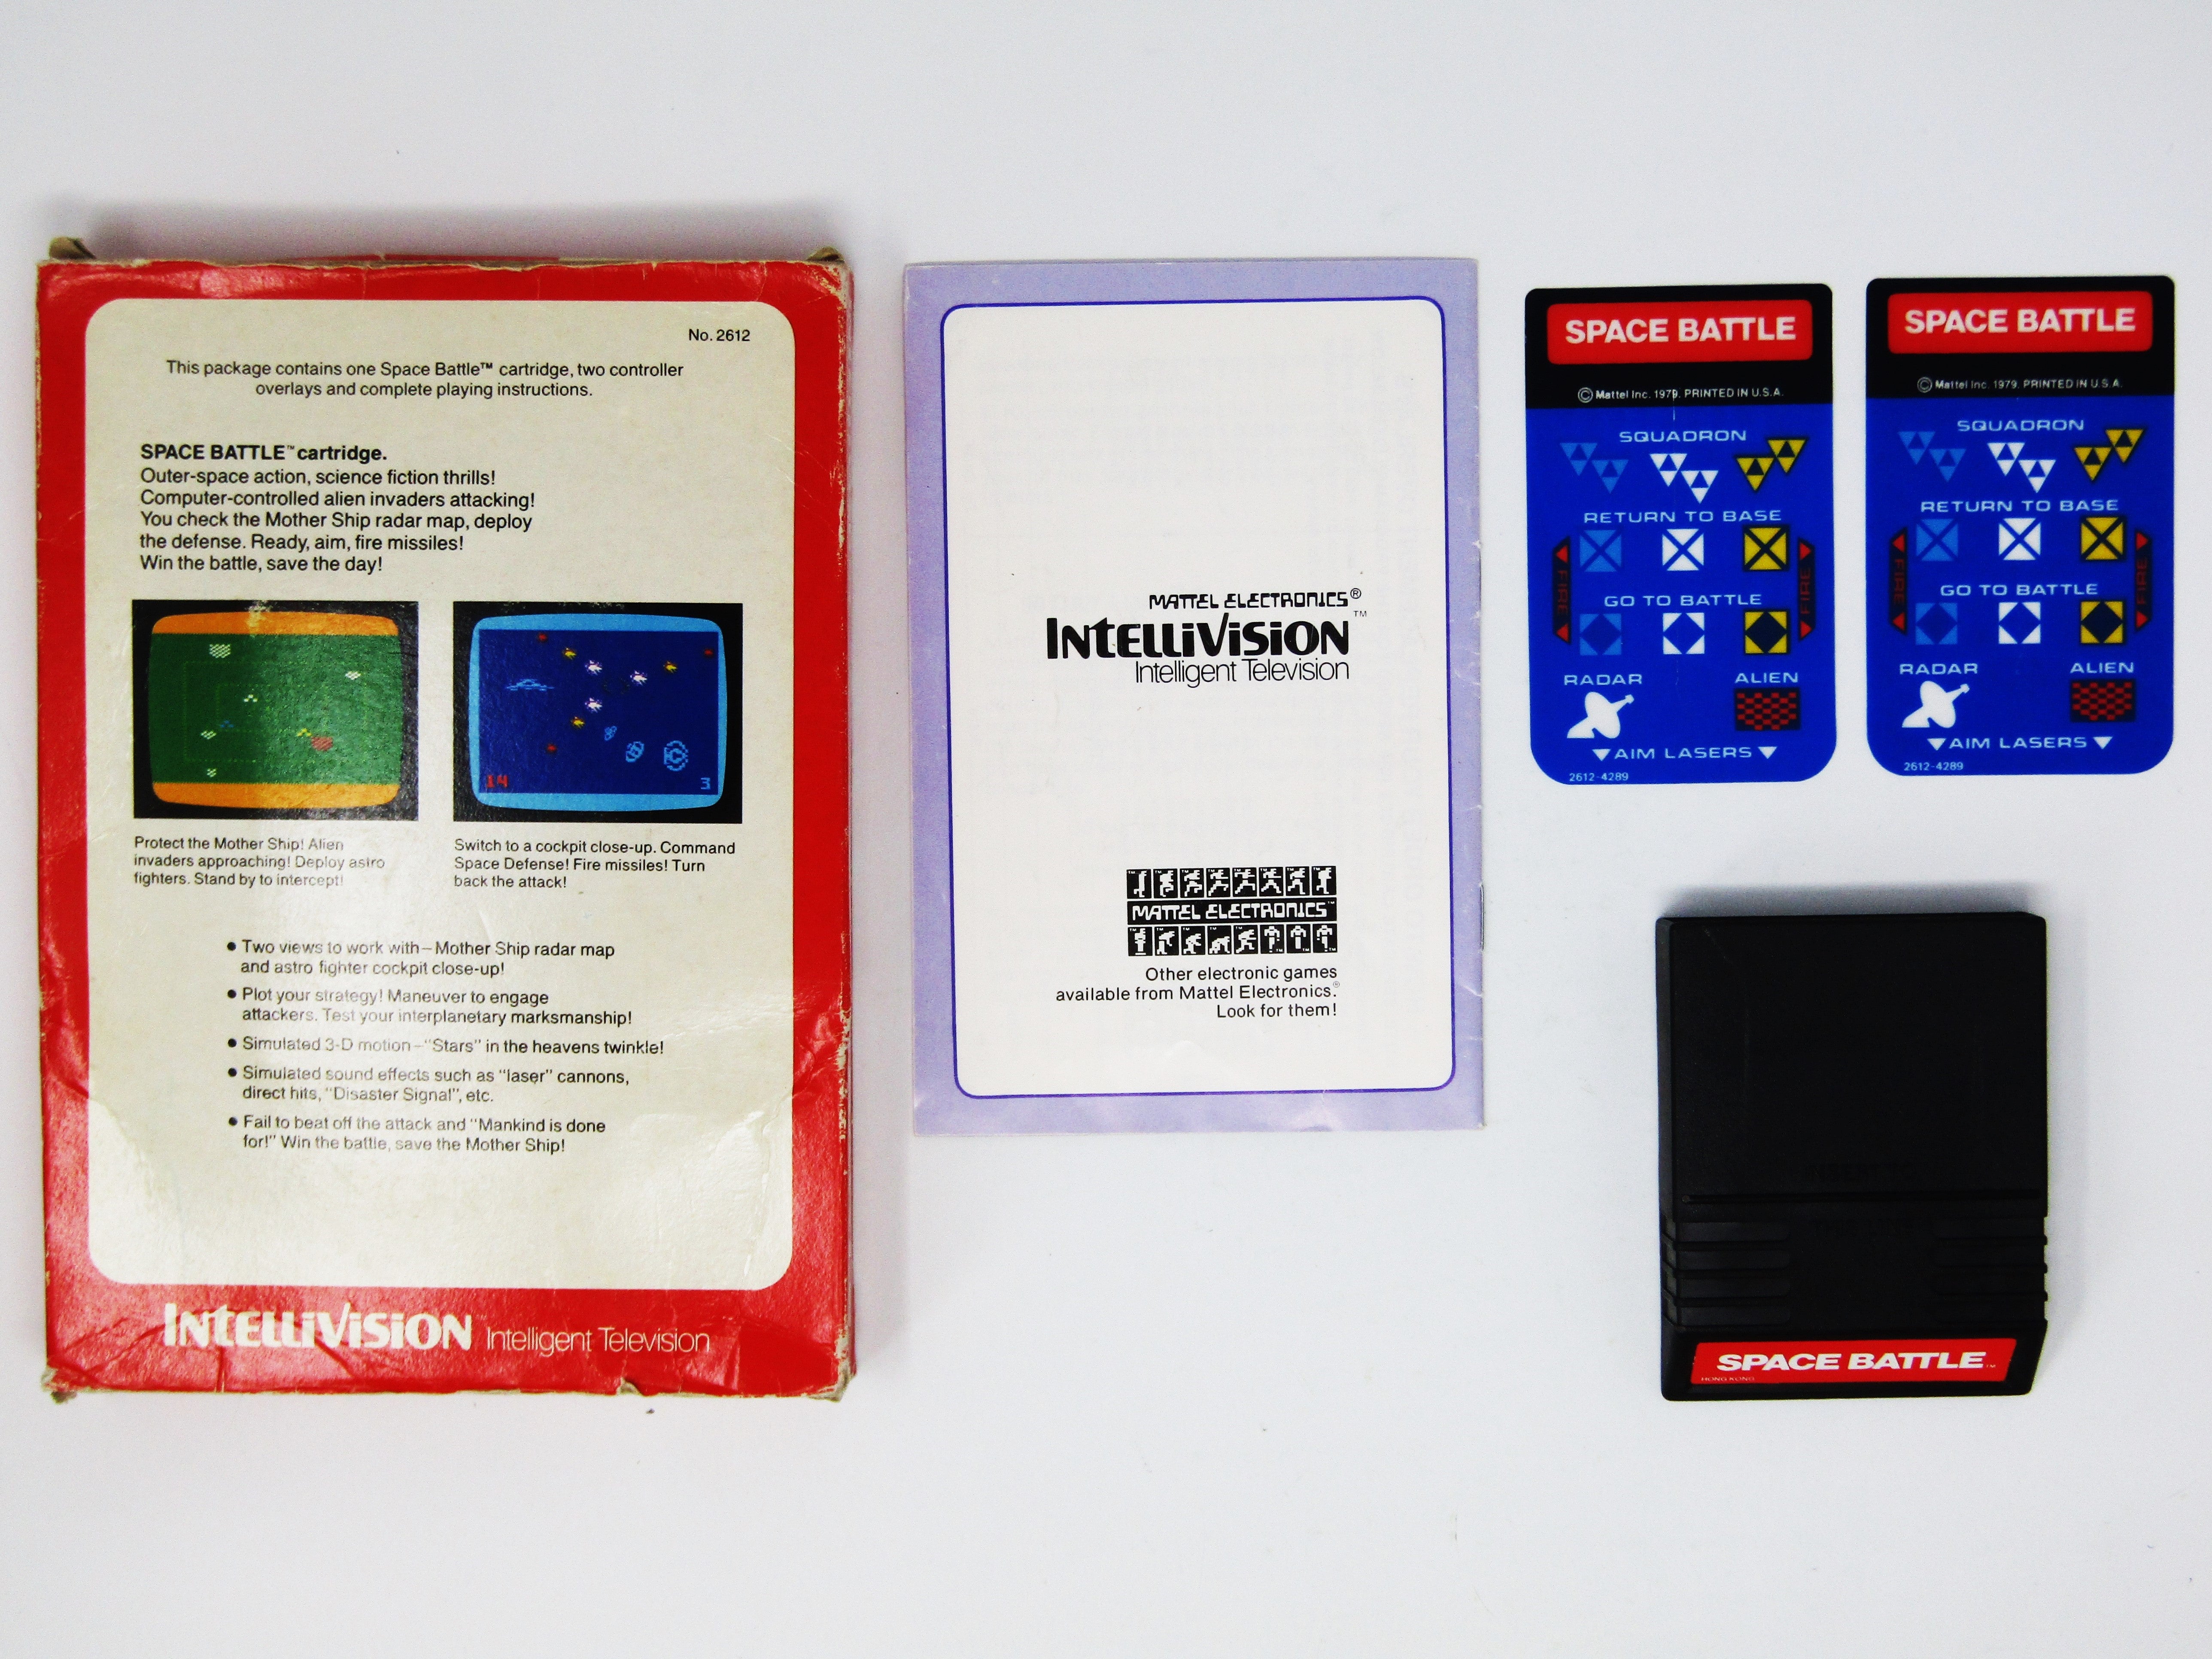 No. 2612
This package contains one Space Battle™ cartridge, two controller
overlays and complete playing instructions.
SPACE BATTLE™ cartridge.
Outer-space action, science fiction thrills!
Computer-controlled alien invaders attacking!
You check the Mother Ship radar map, deploy
the defense. Ready, aim, fire missiles!
Win the battle, save the day!
14
3
Protect the Mother Ship! Alien
invaders approaching! Deploy astro
fighters. Stand by to intercept!
Switch to a cockpit close-up. Command
Space Defense! Fire missiles! Turn
back the attack!
● Two views to work with—Mother Ship radar map
and astro fighter cockpit close-up!
● Plot your strategy! Maneuver to engage
attackers. Test your interplanetary marksmanship!
● Simulated 3-D motion—"Stars" in the heavens twinkle!
● Simulated sound effects such as "laser" cannons,
direct hits, "Disaster Signal", etc.
● Fail to beat off the attack and "Mankind is done
for!" Win the battle, save the Mother Ship!
INTELLIVISION Intelligent Television
MATTEL ELECTRONICS®
INTELLIVISION™
Intelligent Television
MATTEL ELECTRONICS™
Other electronic games
available from Mattel Electronics.®
Look for them!
SPACE BATTLE
© Mattel Inc. 1979. PRINTED IN U.S.A.
SQUADRON
RETURN TO BASE
FIRE
FIRE
GO TO BATTLE
RADAR
ALIEN
▼AIM LASERS▼
2612-4289
SPACE BATTLE
© Mattel Inc. 1979. PRINTED IN U.S.A.
SQUADRON
RETURN TO BASE
FIRE
FIRE
GO TO BATTLE
RADAR
ALIEN
▼AIM LASERS▼
2612-4289
SPACE BATTLE™
HONG KONG